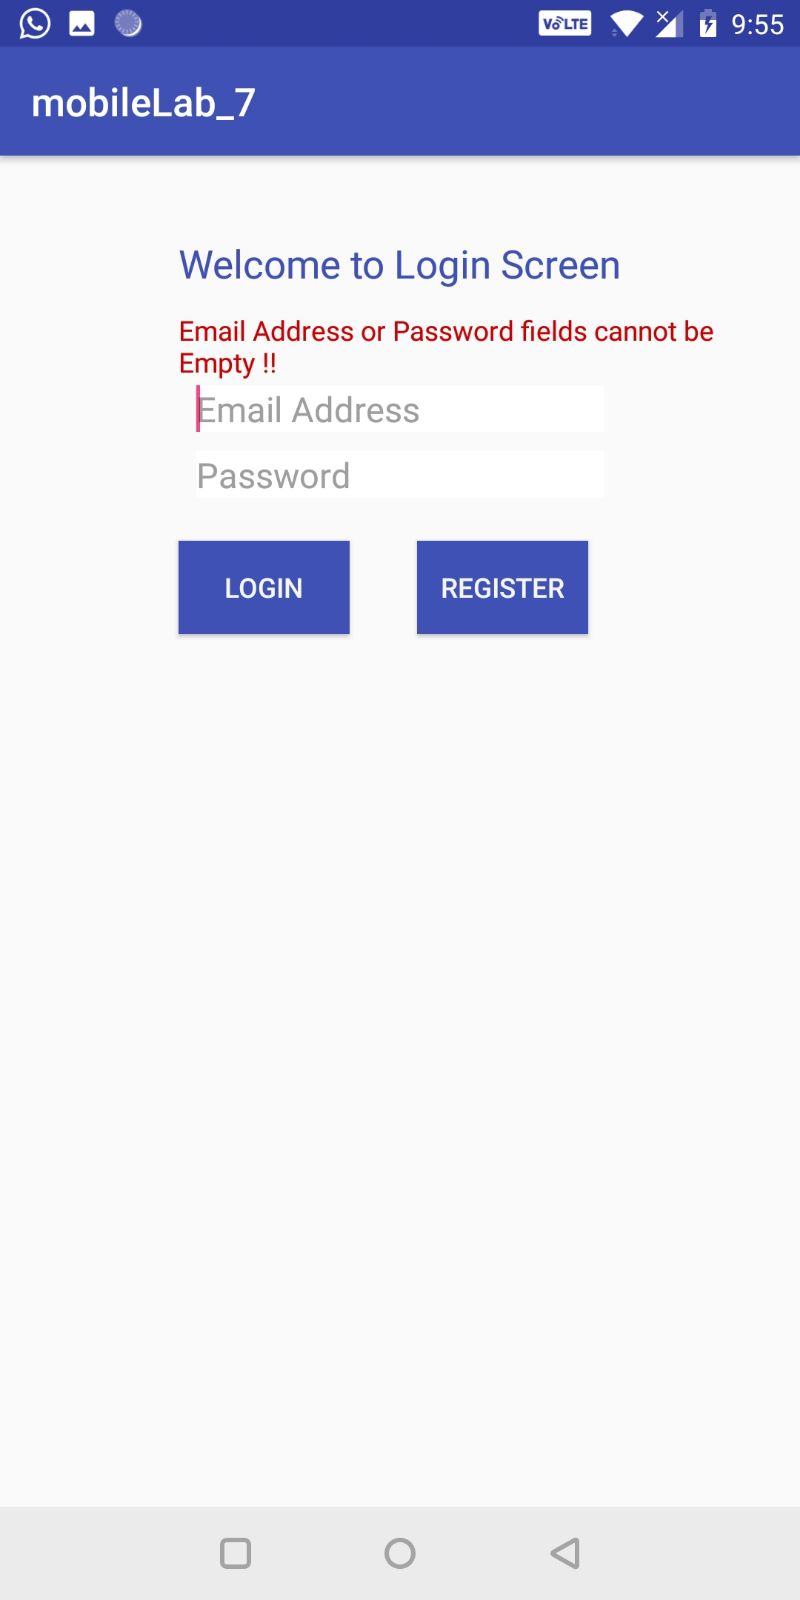 VoLTE 9:55
mobileLab_7
Welcome to Login Screen
Email Address or Password fields cannot be
Empty !!
Email Address
Password
LOGIN REGISTER